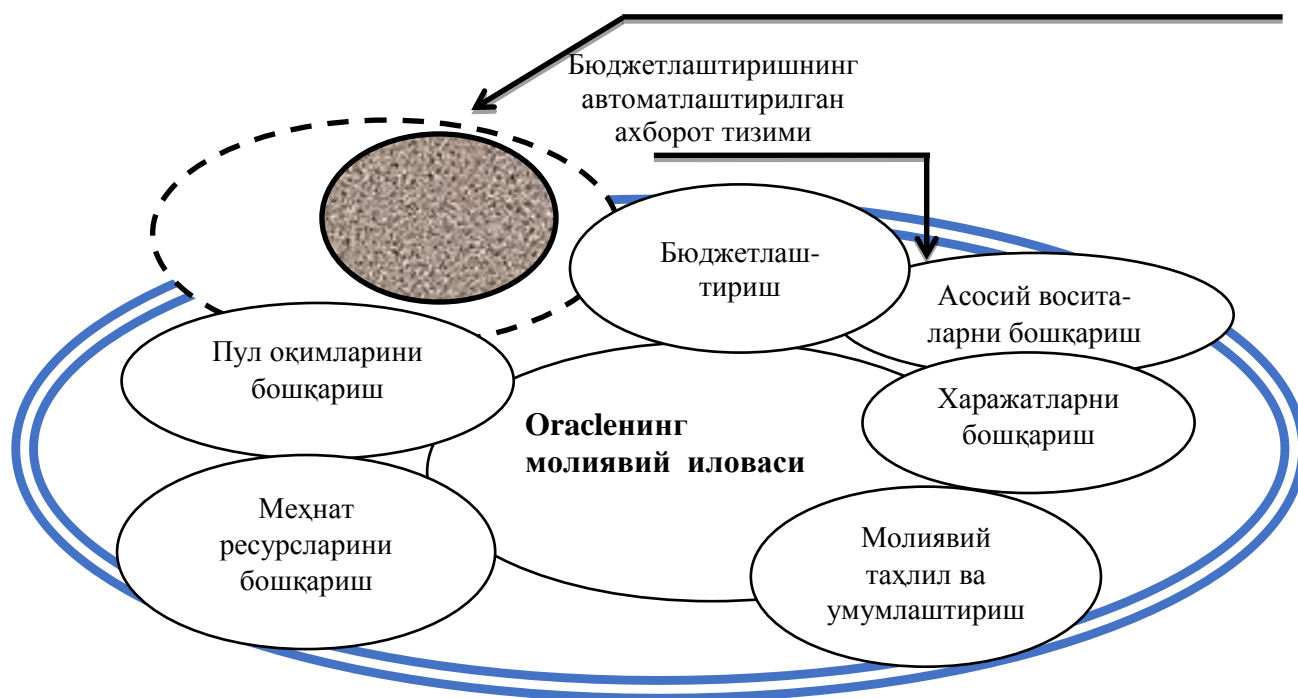 Бюджетлаштиришнинг
автоматлаштирилган
ахборот тизими
Бюджетлаш-
тириш
Асосий восита-
ларни бошқариш
Пул оқимларини
бошқариш
Харажатларни
бошқариш
Oracleнинг
молиявий иловаси
Меҳнат
ресурсларини
бошқариш
Молиявий
таҳлил ва
умумлаштириш